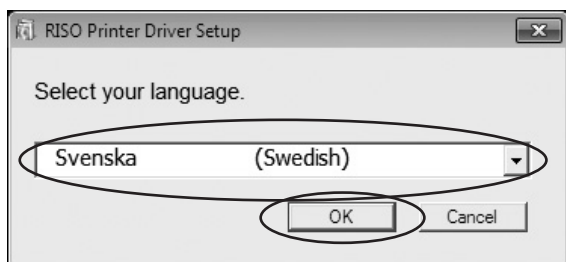 RISO Printer Driver Setup
Select your language.
Svenska (Swedish)
OK Cancel